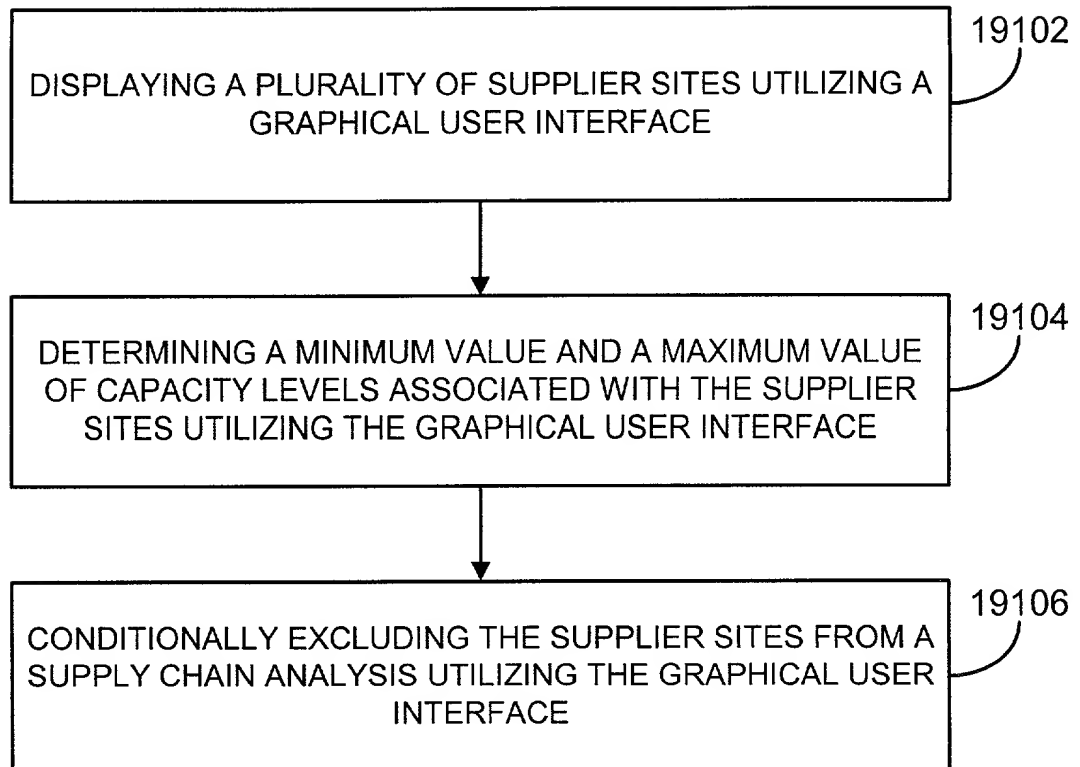 19102
DISPLAYING A PLURALITY OF SUPPLIER SITES UTILIZING A
GRAPHICAL USER INTERFACE
19104
DETERMINING A MINIMUM VALUE AND A MAXIMUM VALUE
OF CAPACITY LEVELS ASSOCIATED WITH THE SUPPLIER
SITES UTILIZING THE GRAPHICAL USER INTERFACE
19106
CONDITIONALLY EXCLUDING THE SUPPLIER SITES FROM A
SUPPLY CHAIN ANALYSIS UTILIZING THE GRAPHICAL USER
INTERFACE